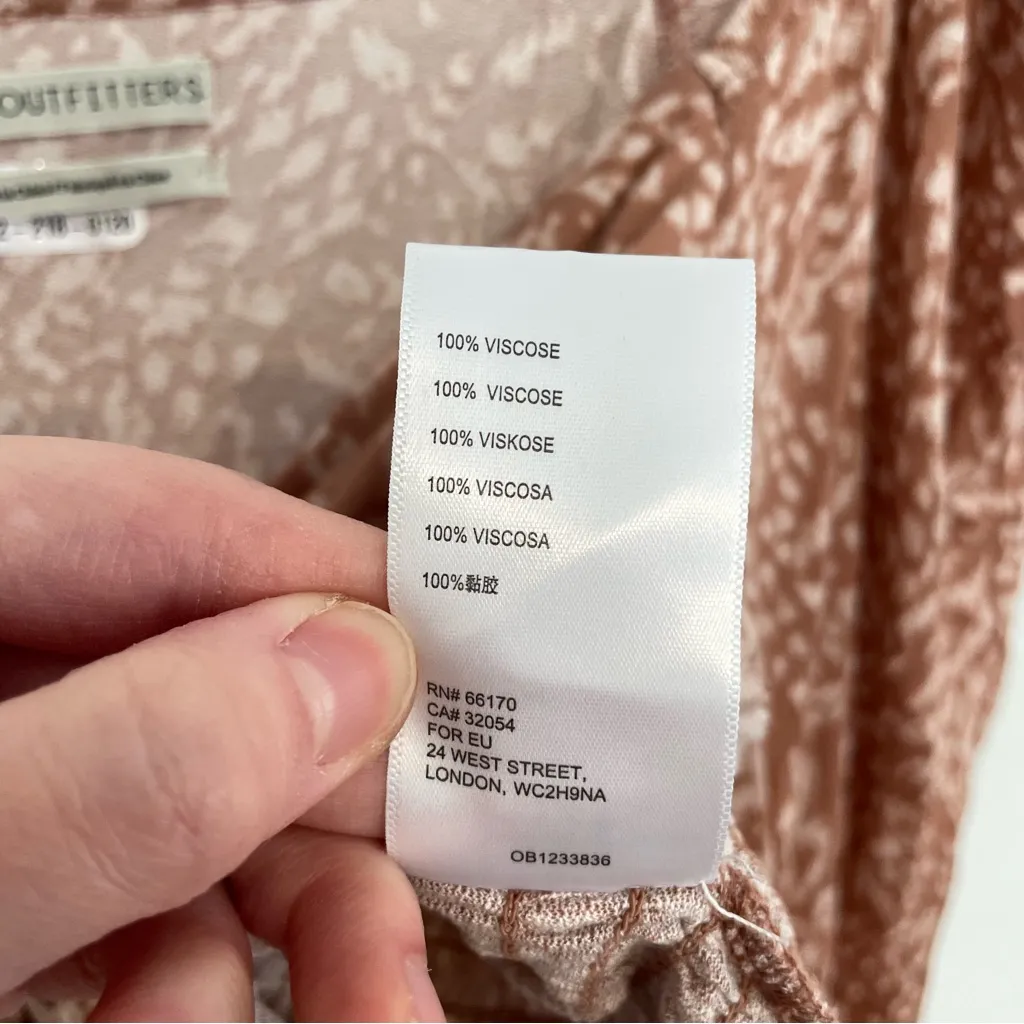 OUTFITTERS
100% VISCOSE
100% VISCOSE
100% VISKOSE
100% VISCOSA
100% VISCOSA
100%黏胶
RN# 66170
CA# 32054
FOR EU
24 WEST STREET,
LONDON, WC2H9NA
OB1233836